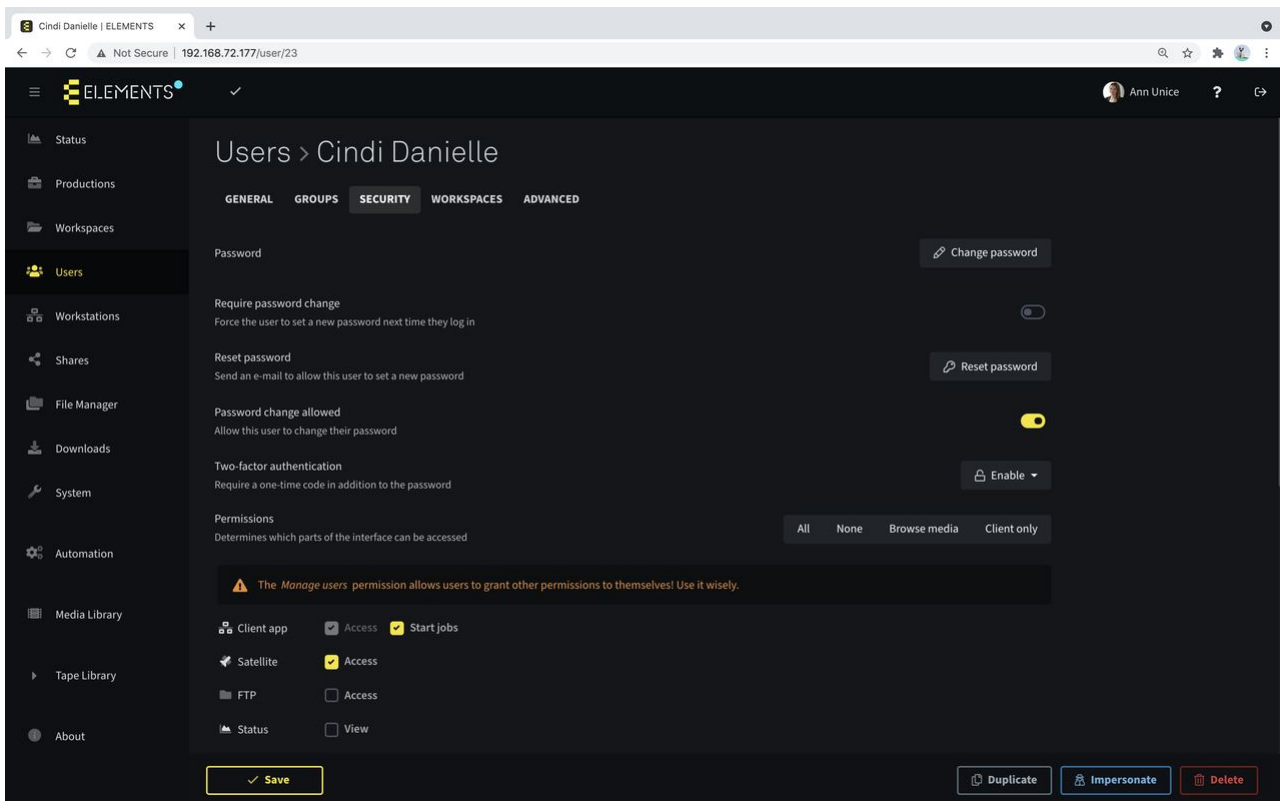 Cindi Danielle | ELEMENTS
Not Secure | 192.168.72.177/user/23
ELEMENTS
Ann Unice
?
Status
Productions
Workspaces
Users
Workstations
Shares
File Manager
Downloads
System
Automation
Media Library
Tape Library
About
Users > Cindi Danielle
GENERAL GROUPS SECURITY WORKSPACES ADVANCED
Password
Change password
Require password change
Force the user to set a new password next time they log in
Reset password
Send an e-mail to allow this user to set a new password
Reset password
Password change allowed
Allow this user to change their password
Two-factor authentication
Require a one-time code in addition to the password
Enable
Permissions
Determines which parts of the interface can be accessed
All None Browse media Client only
The Manage users permission allows users to grant other permissions to themselves! Use it wisely.
Client app Access Start jobs
Satellite Access
FTP Access
Status View
Save Duplicate Impersonate Delete